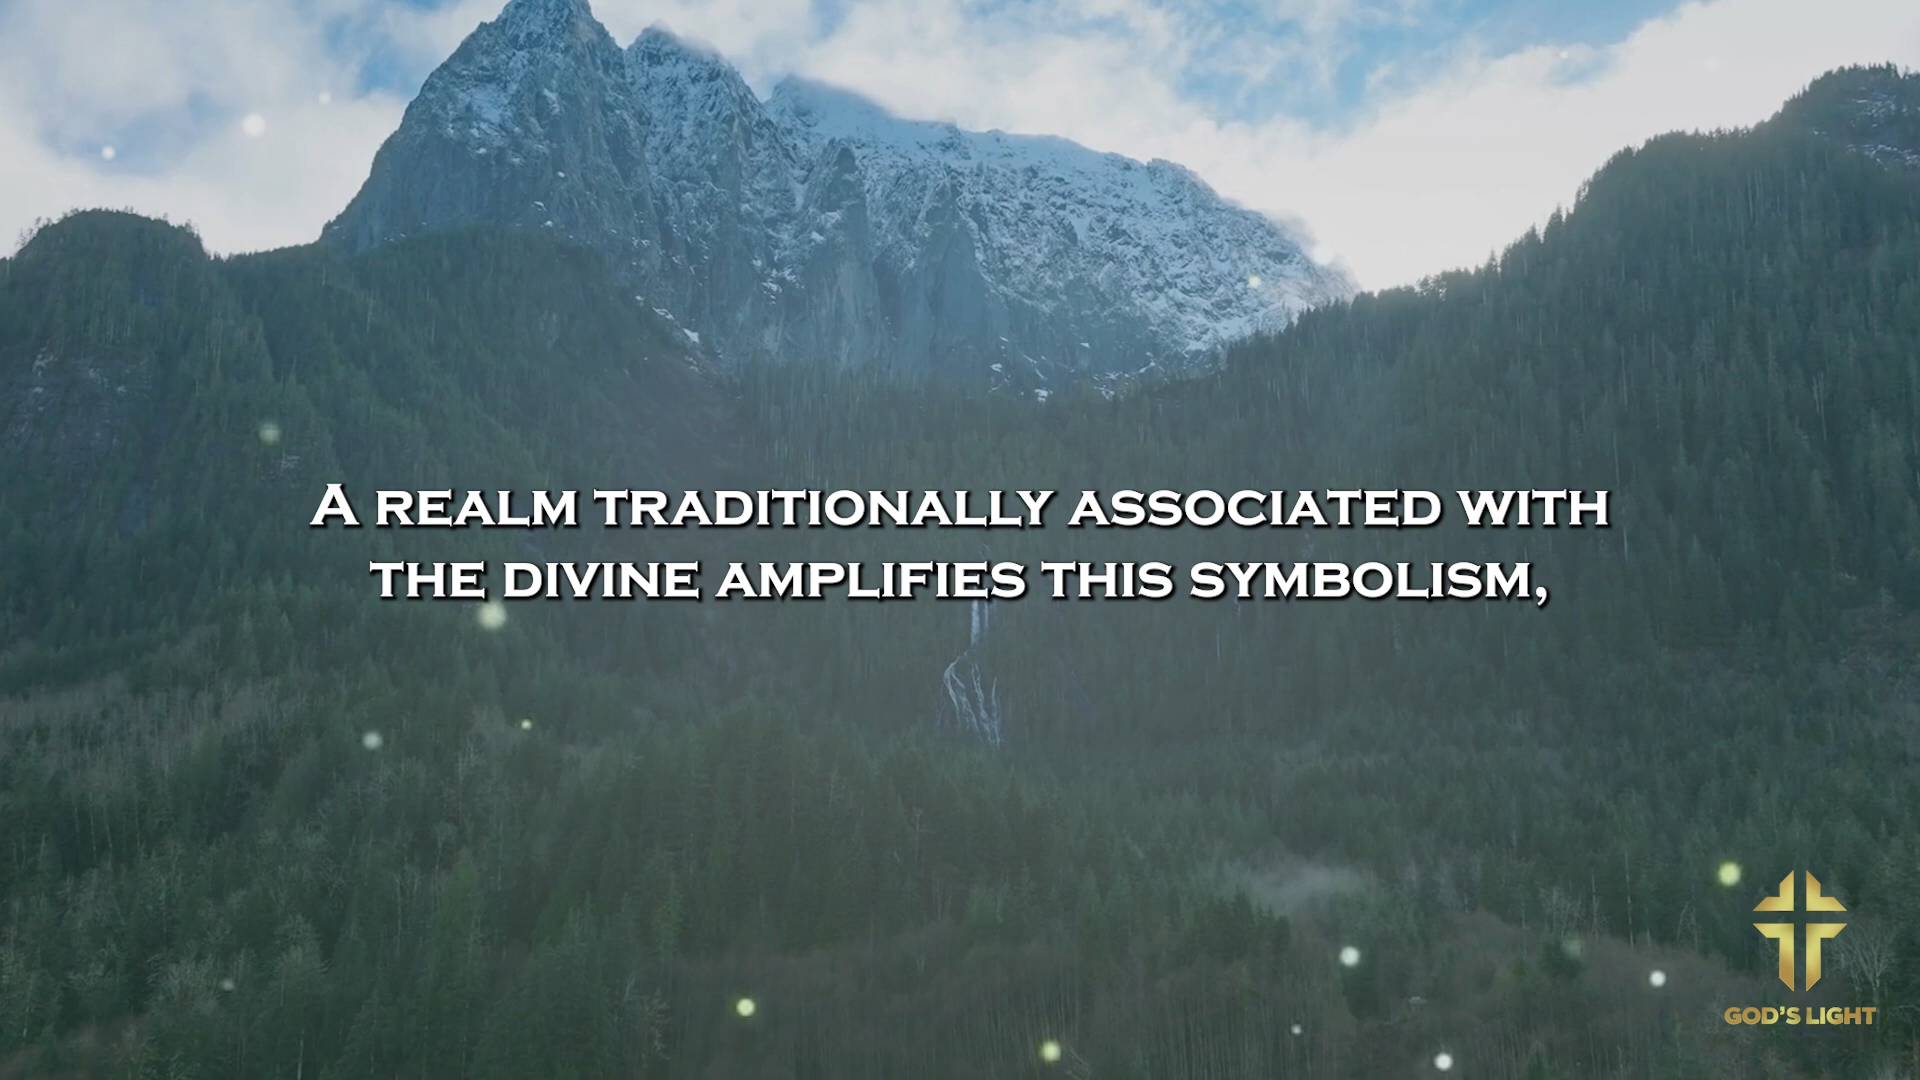 A REALM TRADITIONALLY ASSOCIATED WITH
THE DIVINE AMPLIFIES THIS SYMBOLISM,
GOD'S LIGHT